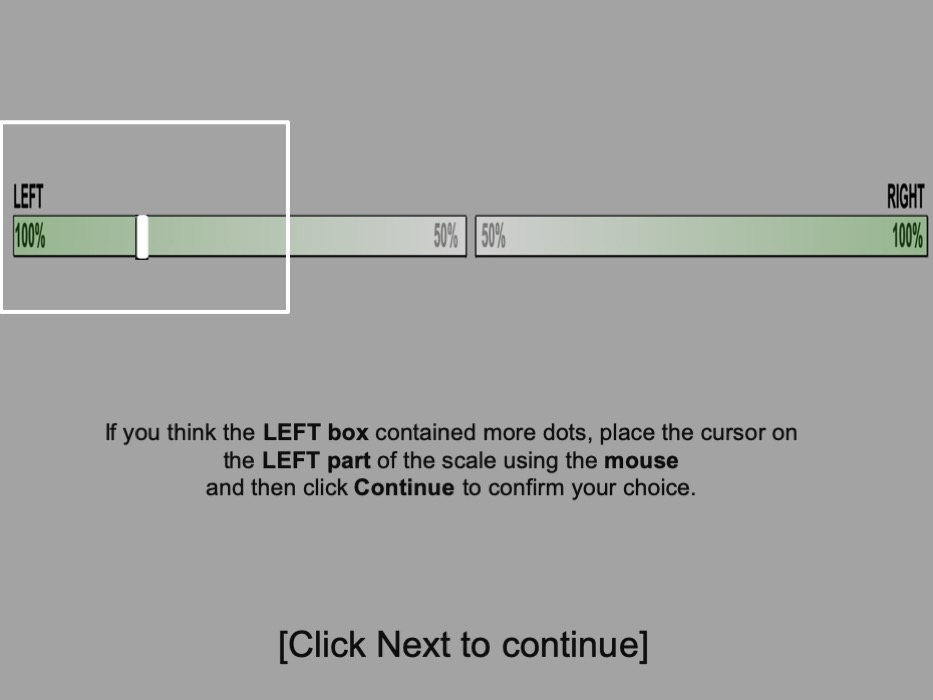 LEFT RIGHT
100% 50% 50% 100%
If you think the LEFT box contained more dots, place the cursor on
the LEFT part of the scale using the mouse
and then click Continue to confirm your choice.
[Click Next to continue]